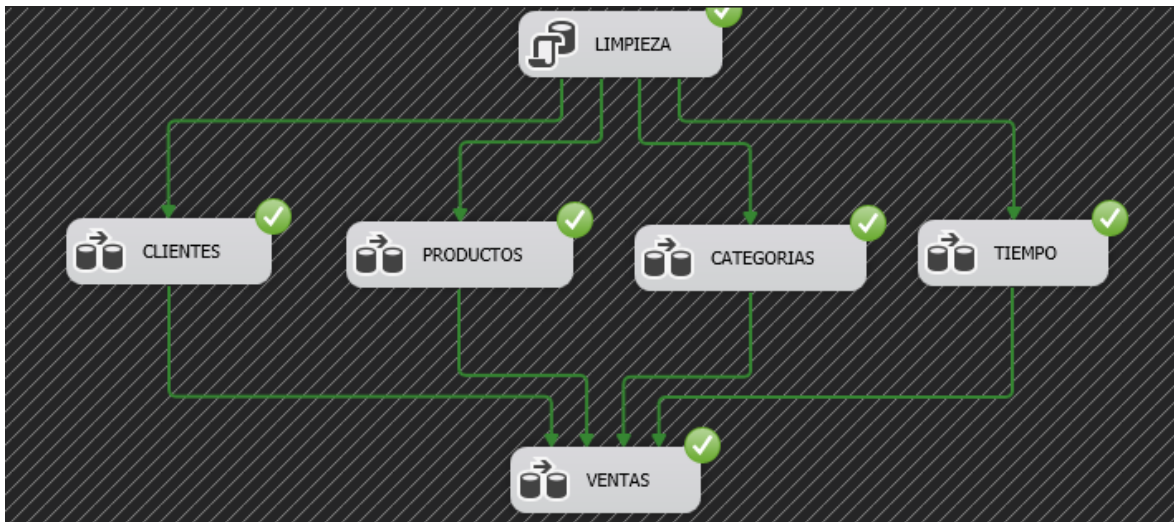 LIMPIEZA
CLIENTES
PRODUCTOS
CATEGORIAS
TIEMPO
VENTAS